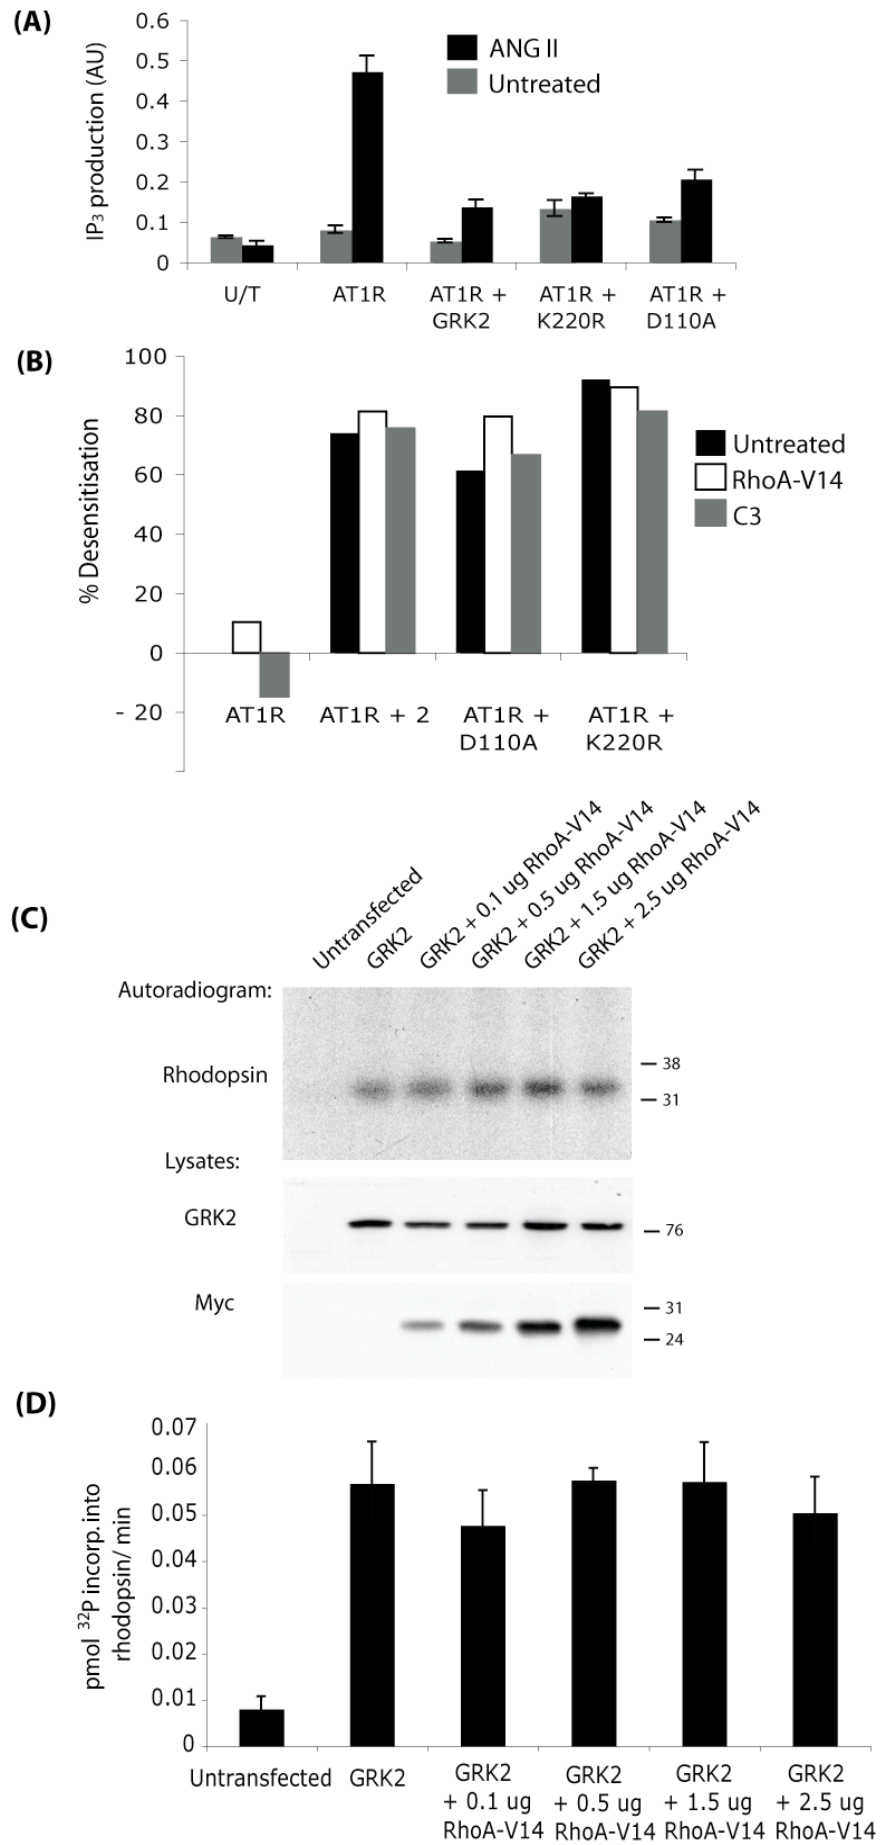 (A)
IP3 production (AU)
0.6
0.5
0.4
0.3
0.2
0.1
0
ANG II
Untreated
U/T
AT1R
AT1R +
GRK2
AT1R +
K220R
AT1R +
D110A
(B)
% Desensitisation
100
80
60
40
20
0
- 20
Untreated
RhoA-V14
C3
AT1R
AT1R + 2
AT1R +
D110A
AT1R +
K220R
(C)
Untransfected
GRK2
GRK2 + 0.1 ug RhoA-V14
GRK2 + 0.5 ug RhoA-V14
GRK2 + 1.5 ug RhoA-V14
GRK2 + 2.5 ug RhoA-V14
Autoradiogram:
Rhodopsin
38
31
Lysates:
GRK2
76
Myc
31
24
(D)
pmol 32P incorp. into
rhodopsin/ min
0.07
0.06
0.05
0.04
0.03
0.02
0.01
0
Untransfected
GRK2
GRK2
+ 0.1 ug
RhoA-V14
GRK2
+ 0.5 ug
RhoA-V14
GRK2
+ 1.5 ug
RhoA-V14
GRK2
+ 2.5 ug
RhoA-V14